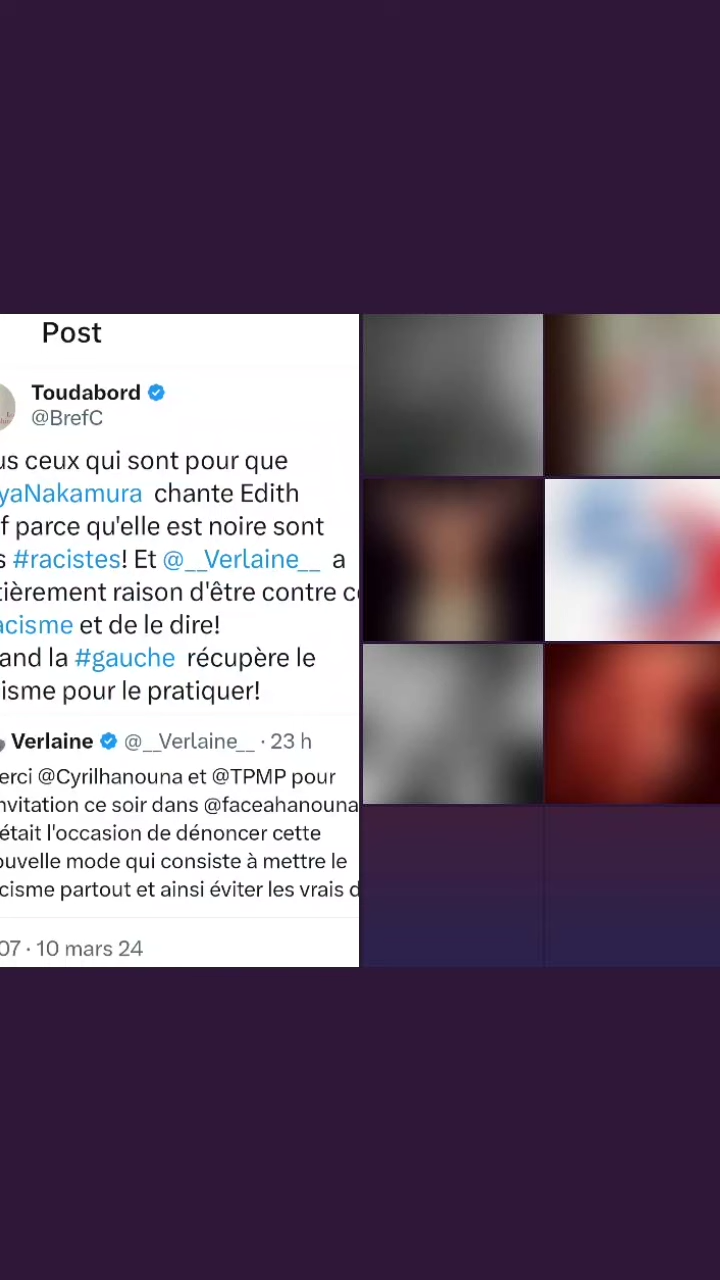 Post
Toudabord
@BrefC
us ceux qui sont pour que
yaNakamura chante Edith
f parce qu'elle est noire sont
s #racistes! Et @__Verlaine__ a
tièrement raison d'être contre c
acisme et de le dire!
and la #gauche récupère le
isme pour le pratiquer!
Verlaine @__Verlaine__ · 23 h
erci @Cyrilhanouna et @TPMP pour
nvitation ce soir dans @faceahanouna
était l'occasion de dénoncer cette
ouvelle mode qui consiste à mettre le
cisme partout et ainsi éviter les vrais d
07 · 10 mars 24